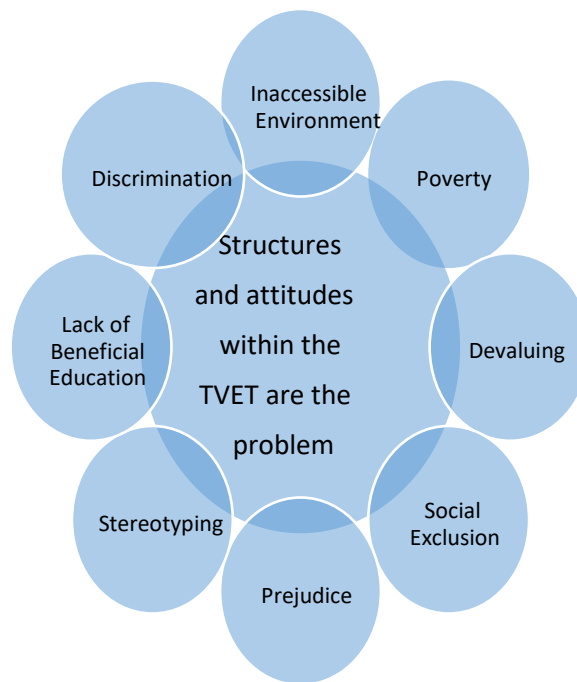 Inaccessible
Environment
Discrimination
Poverty
Structures
and attitudes
within the
TVET are the
problem
Lack of
Beneficial
Education
Devaluing
Stereotyping
Social
Exclusion
Prejudice